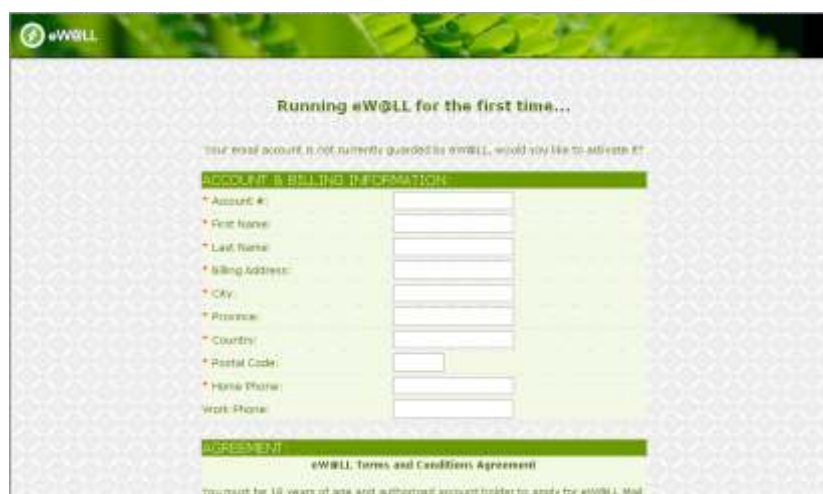 eW@LL
Running eW@LL for the first time...
Your email account is not currently guarded by eW@LL, would you like to activate it?
ACCOUNT & BILLING INFORMATION:
* Account #:
* First Name:
* Last Name:
* Billing Address:
* City:
* Province:
* Country:
* Postal Code:
* Home Phone:
Work Phone:
AGREEMENT:
eW@LL Terms and Conditions Agreement
You must be 18 years of age and authorized account holder to apply for eW@LL Mail